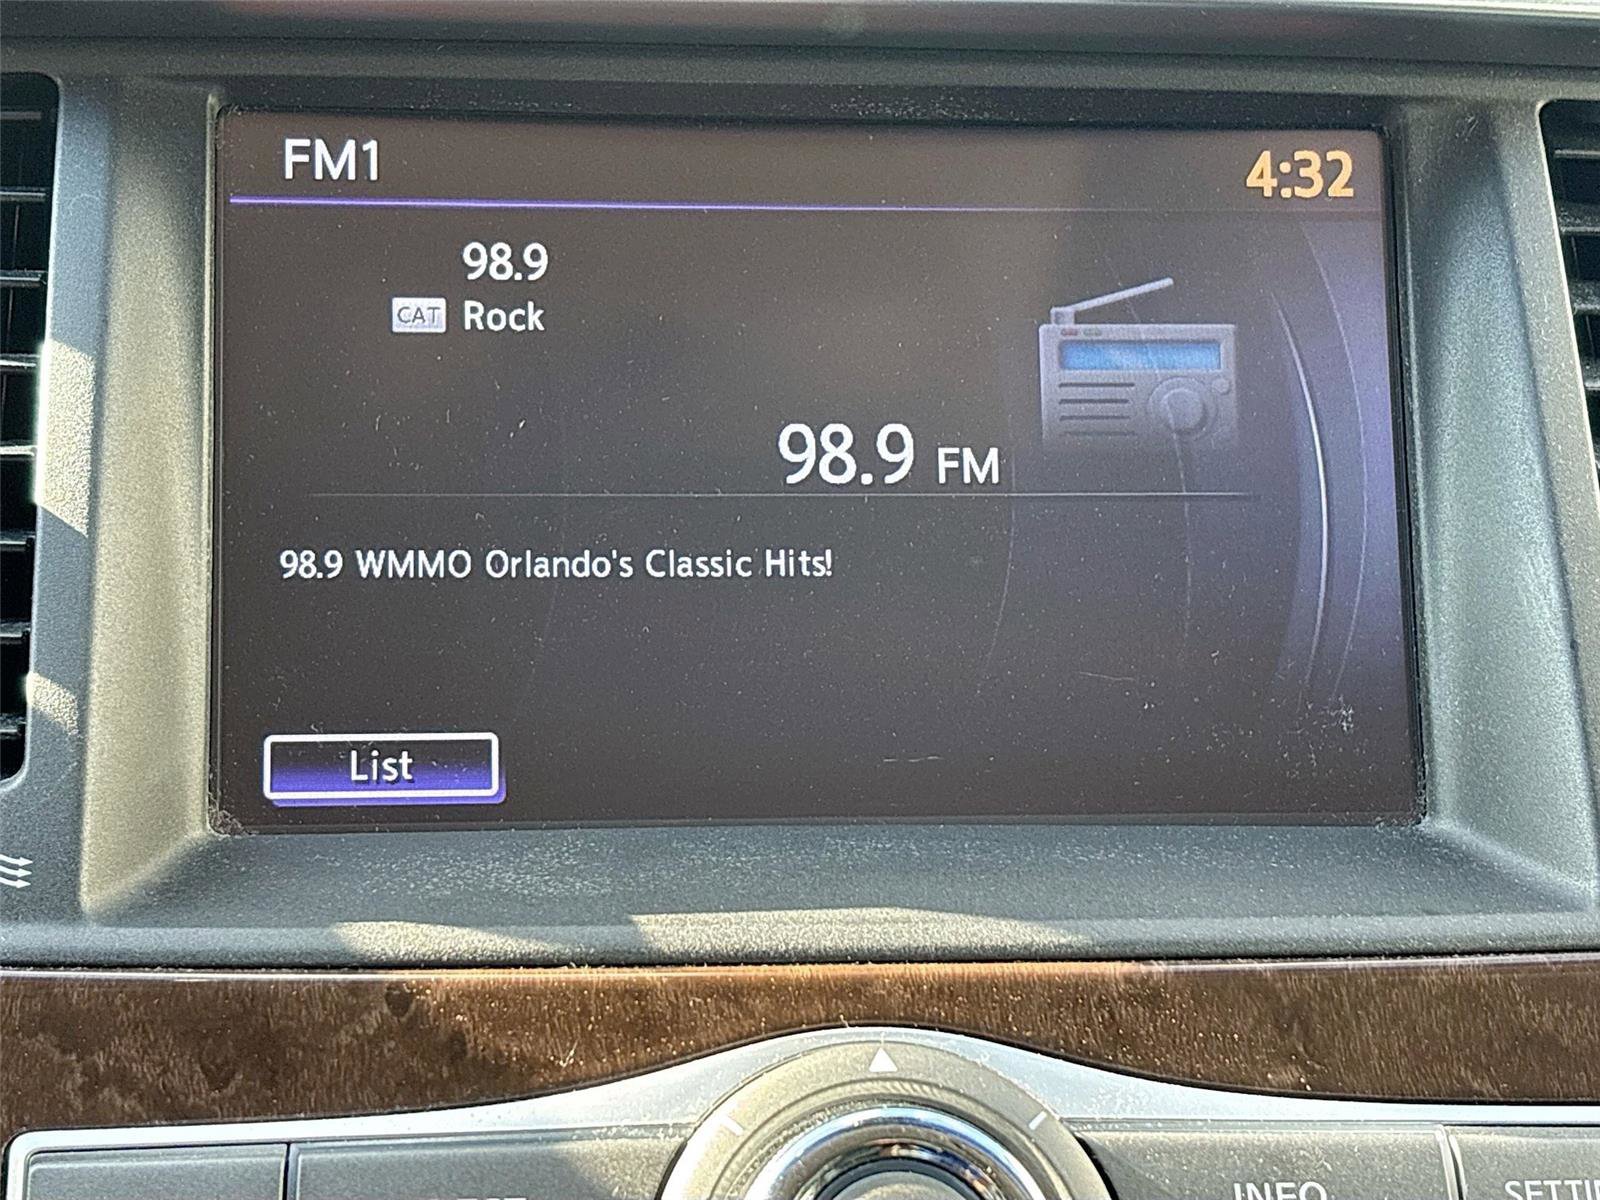 FM1
4:32
98.9
CAT Rock
98.9 FM
98.9 WMMO Orlando's Classic Hits!
List
INFO